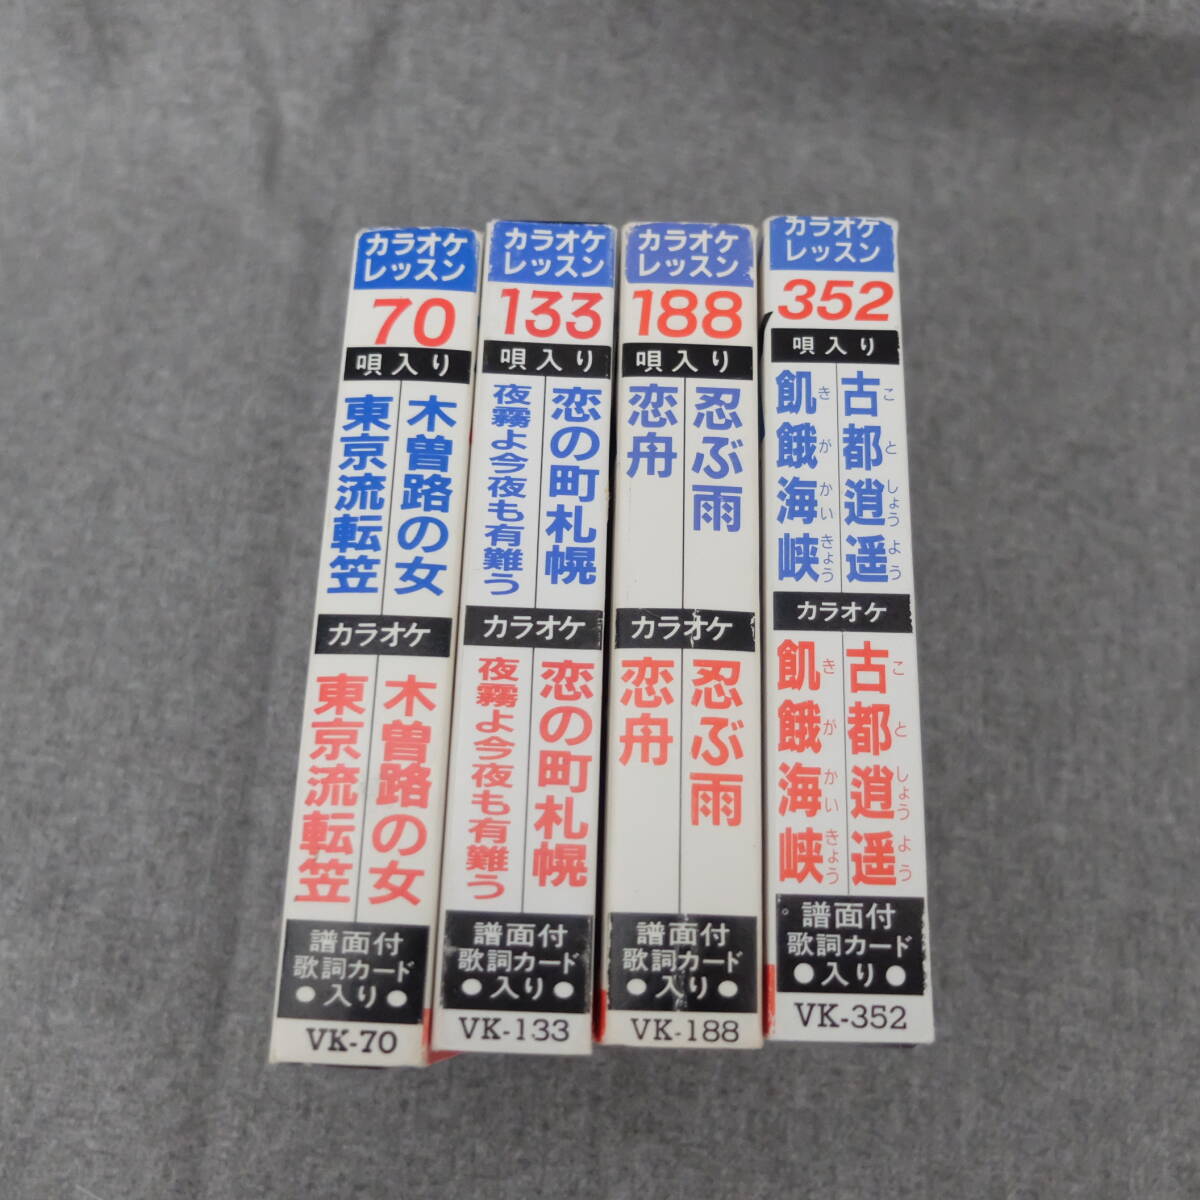 カラオケ
レッスン
70
唄入り
木曽路の女
東京流転笠
カラオケ
木曽路の女
東京流転笠
譜面付
歌詞カード
●入り●
VK-70
カラオケ
レッスン
133
唄入り
恋の町札幌
夜霧よ今夜も有難う
カラオケ
恋の町札幌
夜霧よ今夜も有難う
譜面付
歌詞カード
●入り●
VK-133
カラオケ
レッスン
188
唄入り
忍ぶ雨
恋舟
カラオケ
忍ぶ雨
恋舟
譜面付
歌詞カード
●入り●
VK-188
カラオケ
レッスン
352
唄入り
古都逍遥
こ と しょう よう
飢餓海峡
き が かい きょう
カラオケ
古都逍遥
こ と しょう よう
飢餓海峡
き が かい きょう
譜面付
歌詞カード
●入り●
VK-352